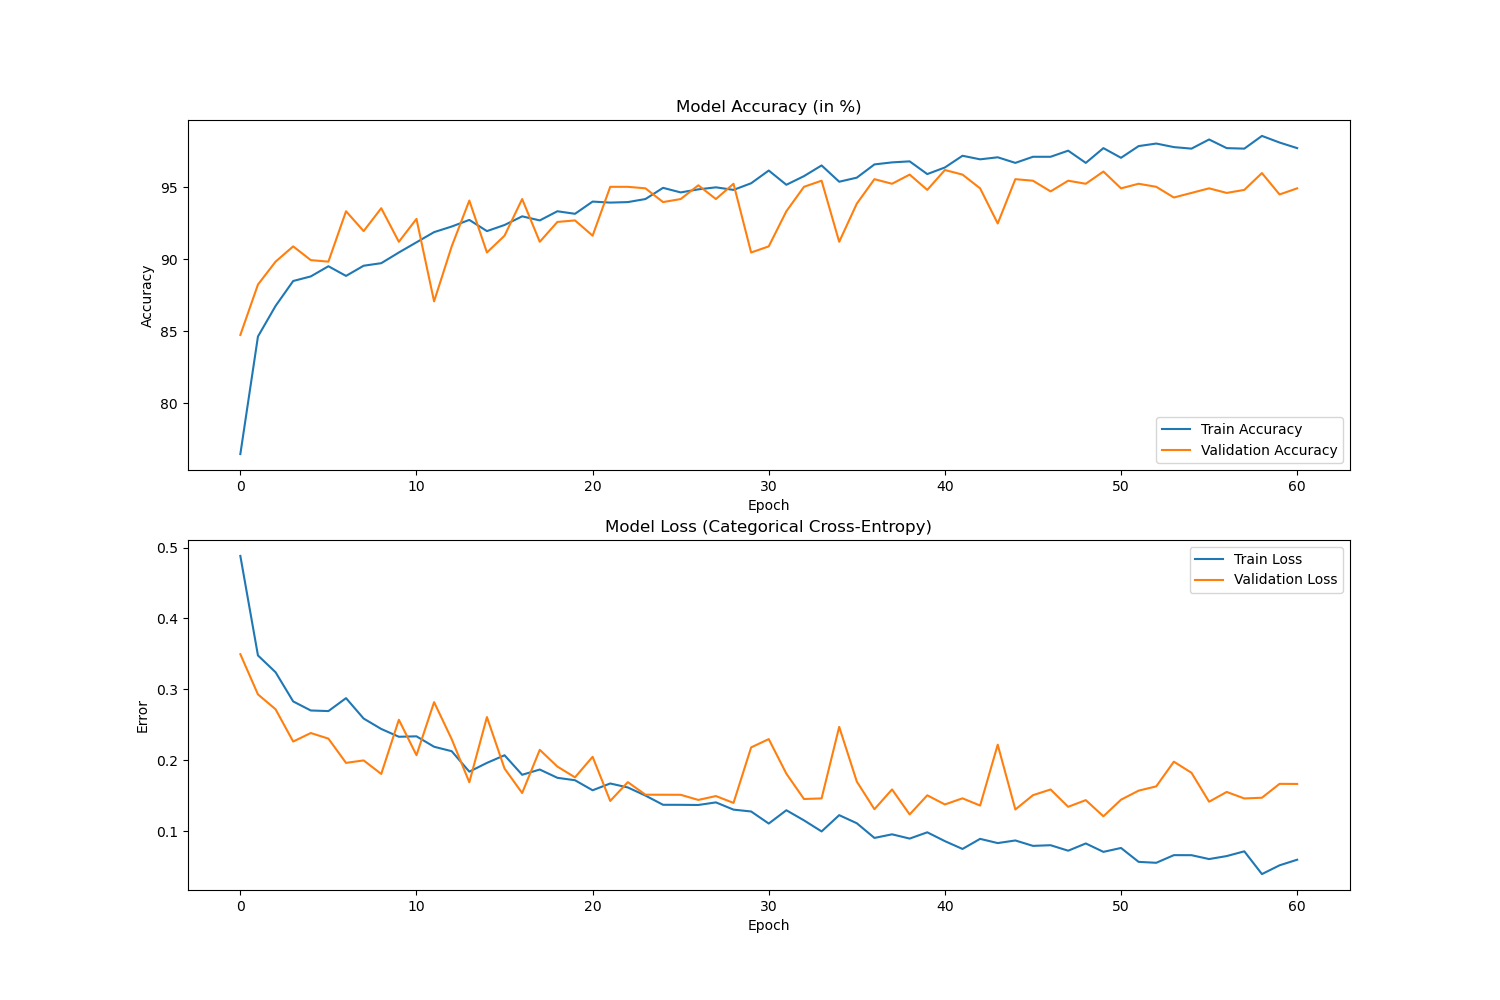 Model Accuracy (in %)
95
90
85
80
Accuracy
Train Accuracy
Validation Accuracy
0 10 20 30 40 50 60
Epoch
Model Loss (Categorical Cross-Entropy)
0.5
0.4
0.3
0.2
0.1
Error
Train Loss
Validation Loss
0 10 20 30 40 50 60
Epoch